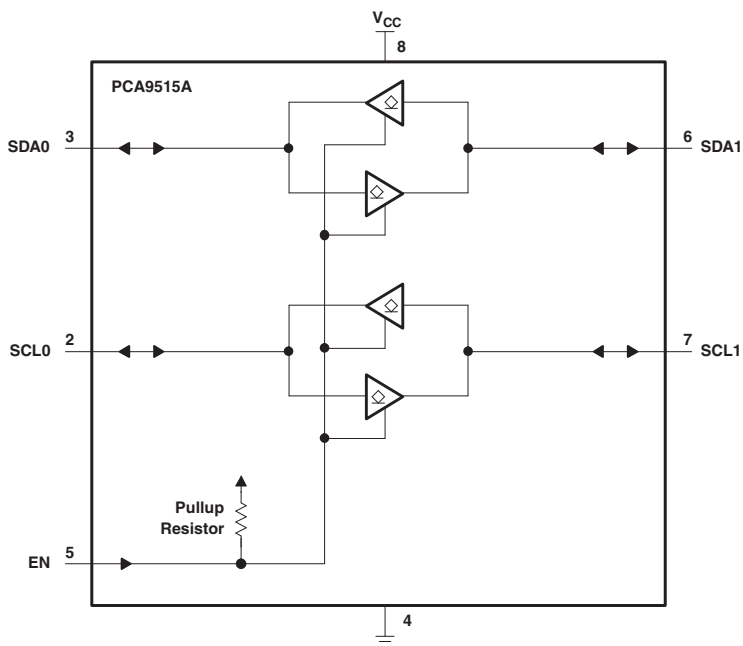 VCC
8
PCA9515A
SDA0 3
6 SDA1
SCL0 2
7 SCL1
Pullup
Resistor
EN 5
4